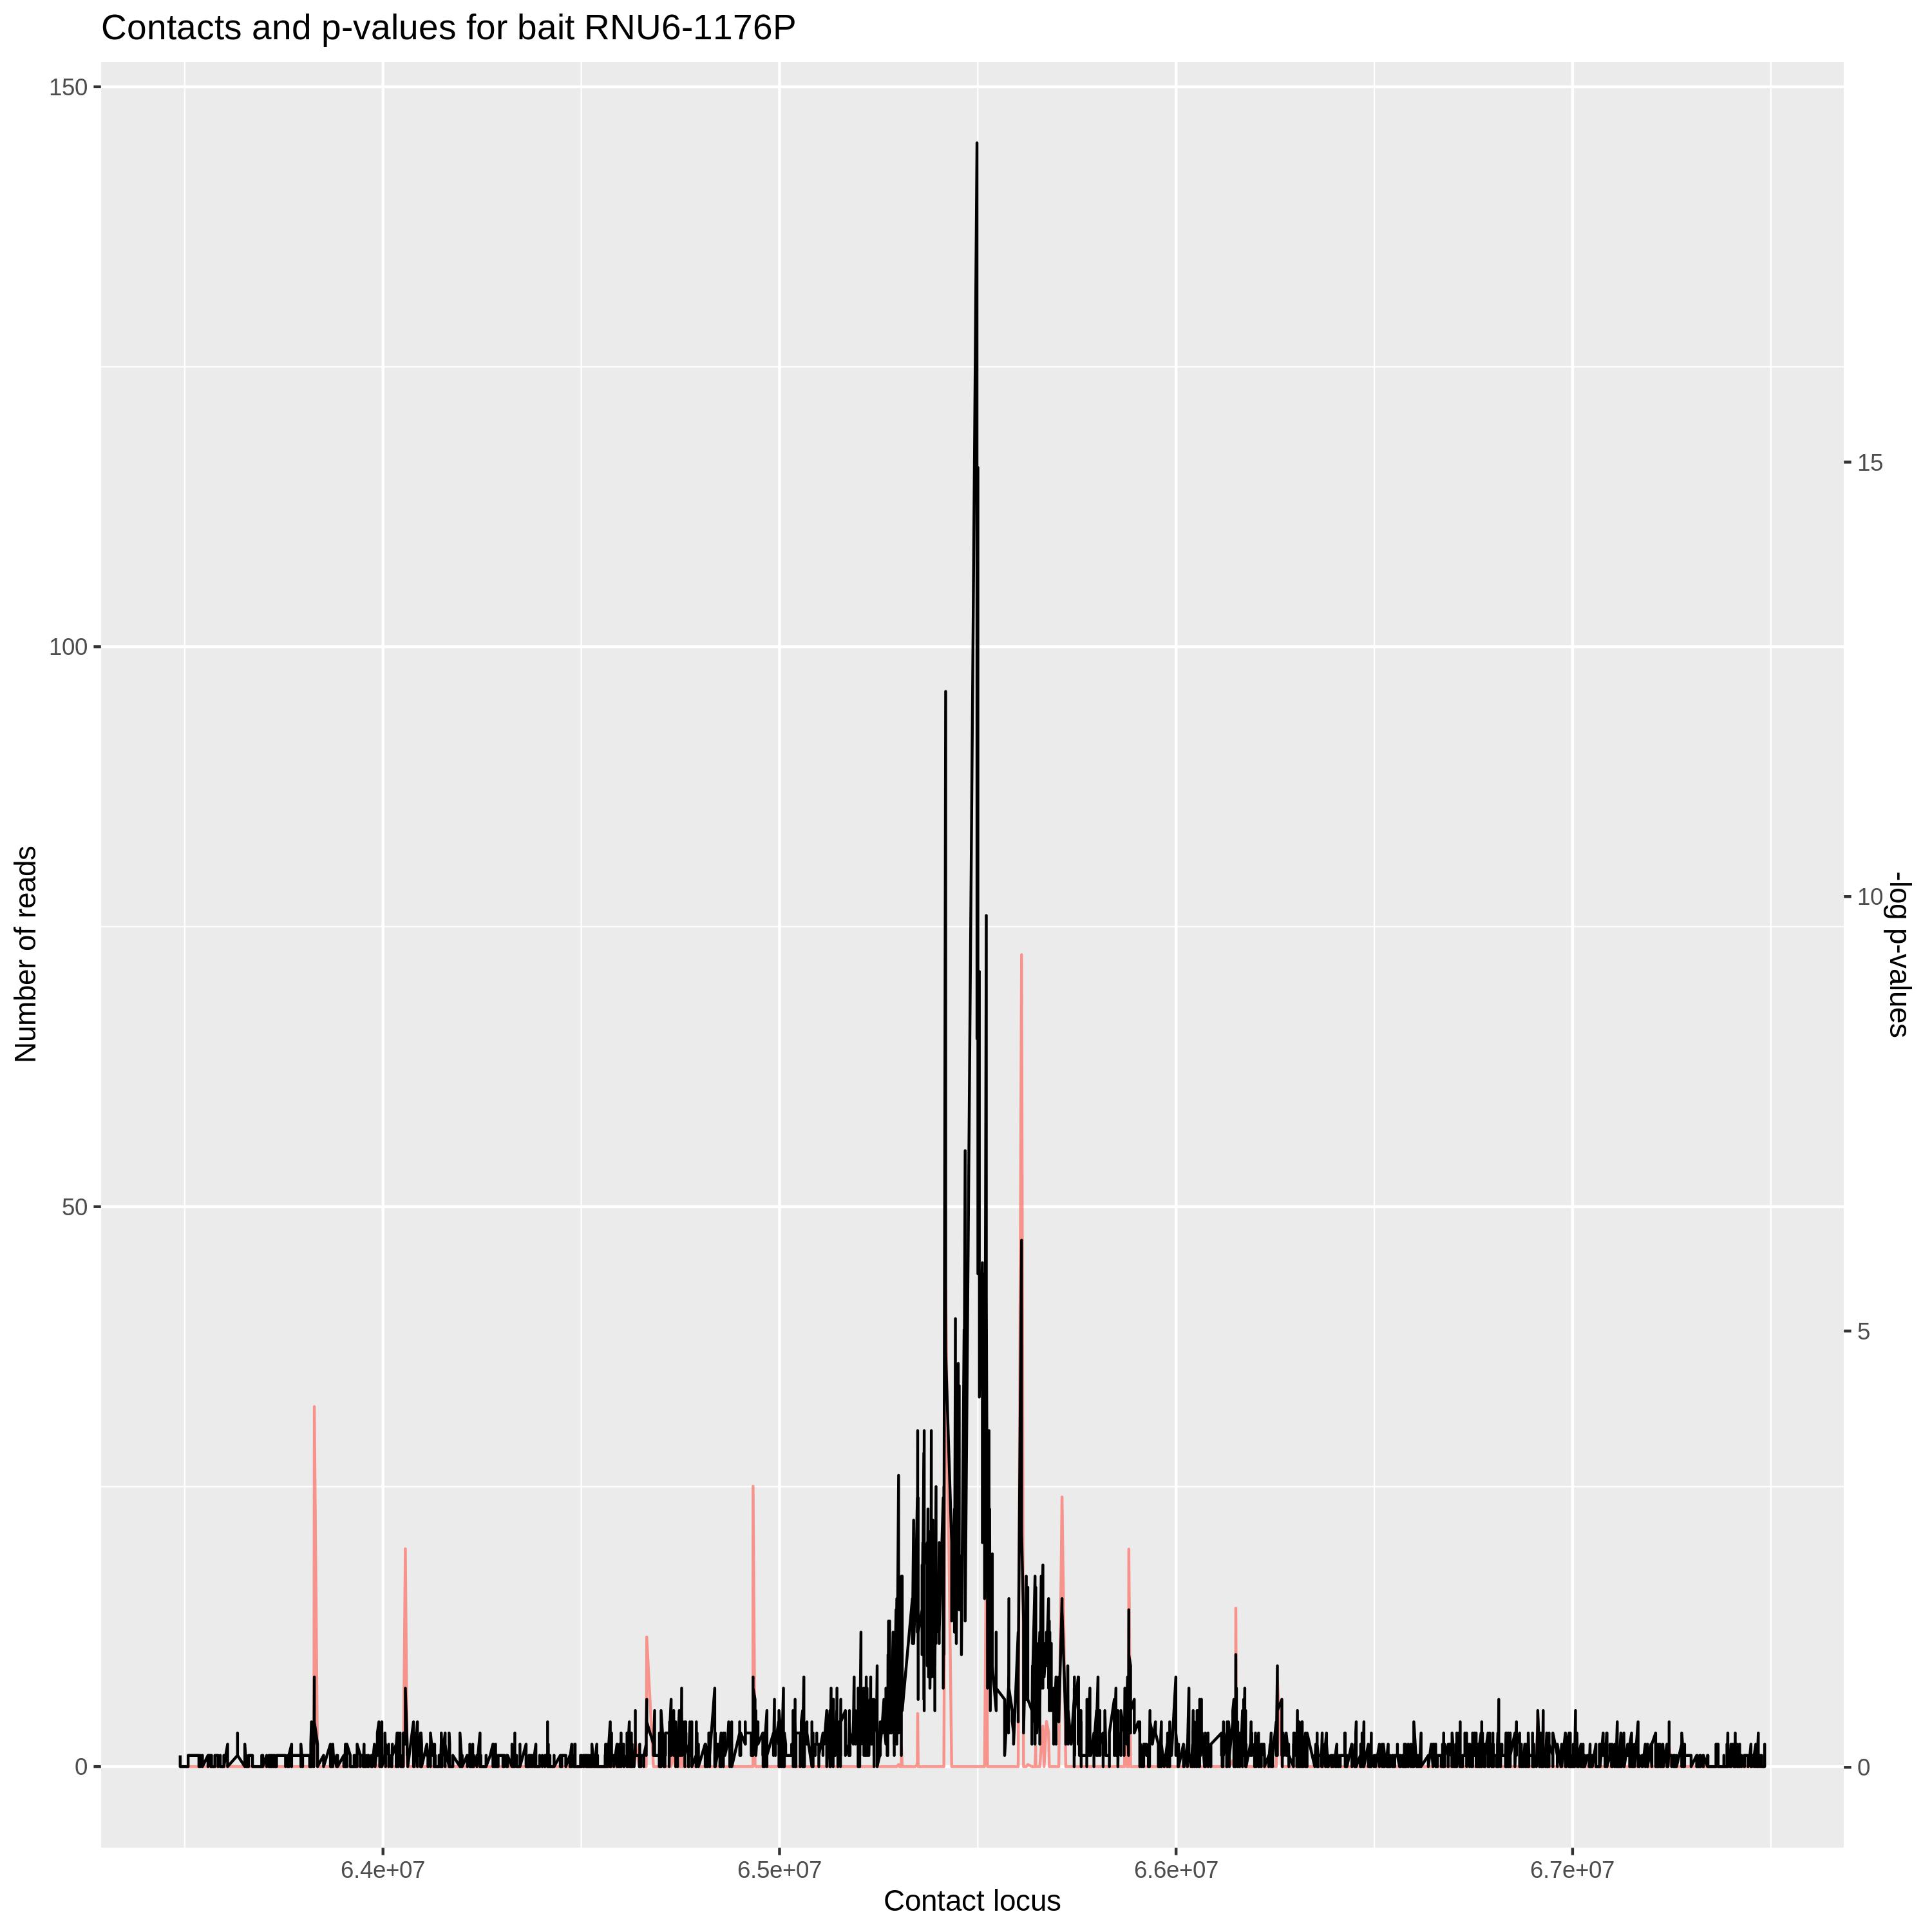 Contacts and p-values for bait RNU6-1176P
150
100
50
0
Number of reads
15
10
5
0
-log p-values
6.4e+07
6.5e+07
6.6e+07
6.7e+07
Contact locus